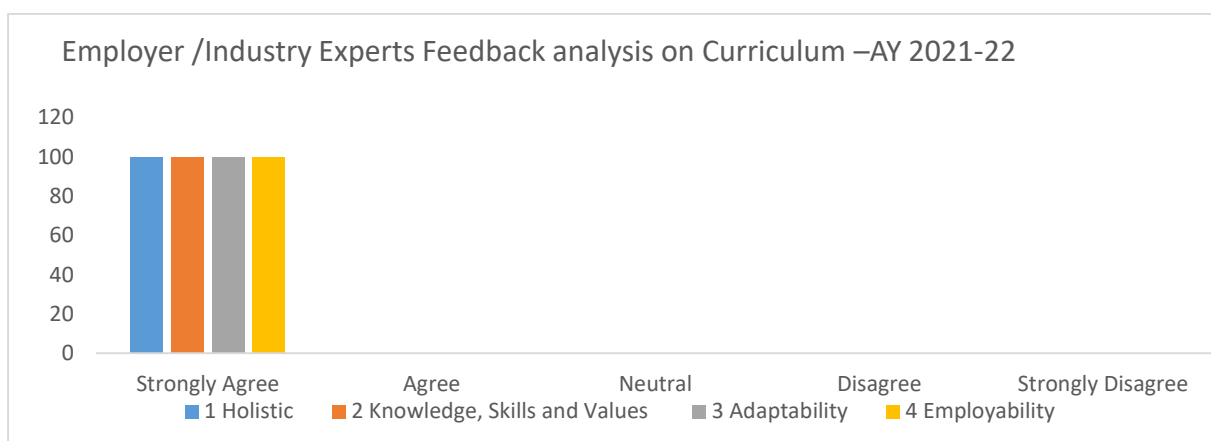 Employer /Industry Experts Feedback analysis on Curriculum –AY 2021-22
120
100
80
60
40
20
0
Strongly Agree Agree Neutral Disagree Strongly Disagree
1 Holistic 2 Knowledge, Skills and Values 3 Adaptability 4 Employability